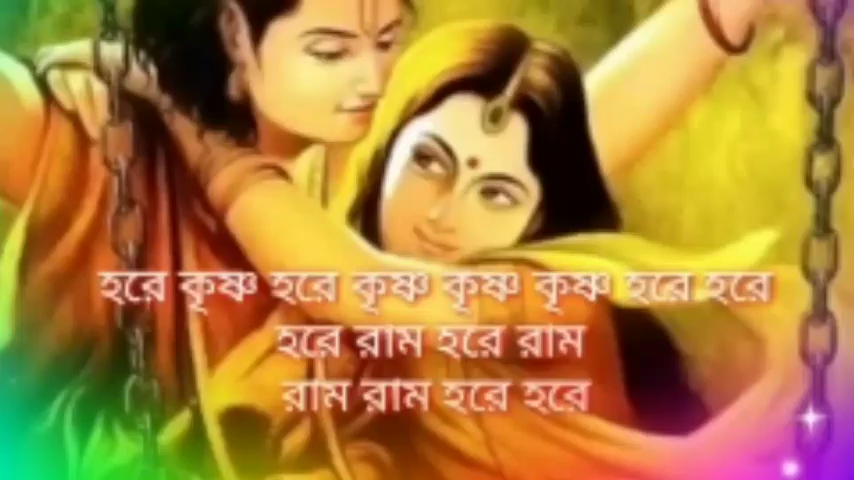 হরে কৃষ্ণ হরে কৃষ্ণ কৃষ্ণ কৃষ্ণ হরে হরে
হরে রাম হরে রাম
রাম রাম হরে হরে